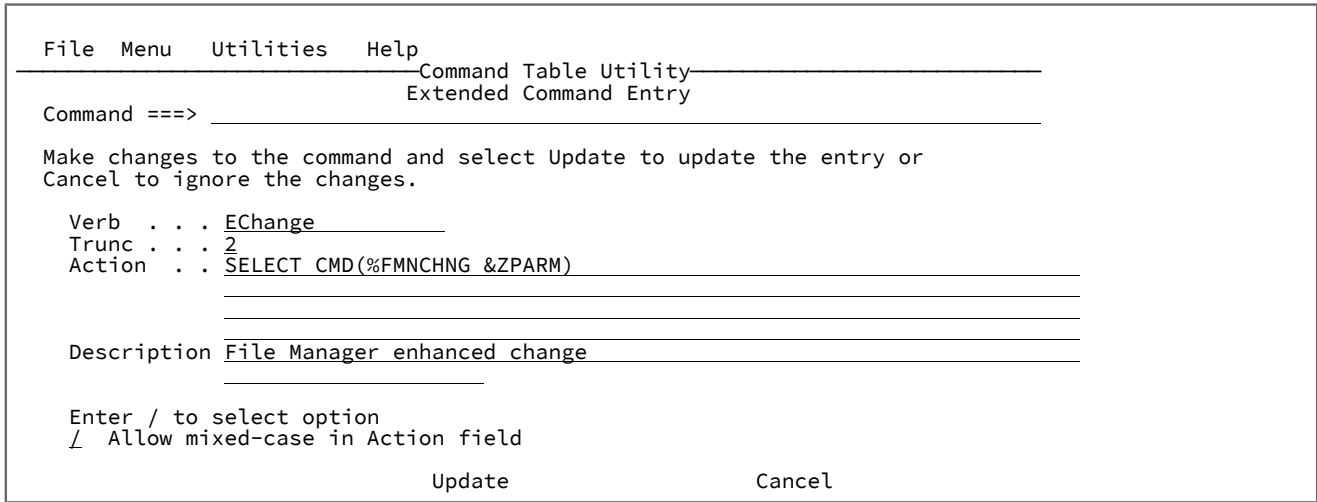 File Menu Utilities Help
Command Table Utility
Extended Command Entry
Command ===>
Make changes to the command and select Update to update the entry or
Cancel to ignore the changes.
Verb . . . EChange
Trunc . . . 2
Action . . SELECT CMD(%FMNCHNG &ZPARM)
Description File Manager enhanced change
Enter / to select option
/ Allow mixed-case in Action field
Update Cancel